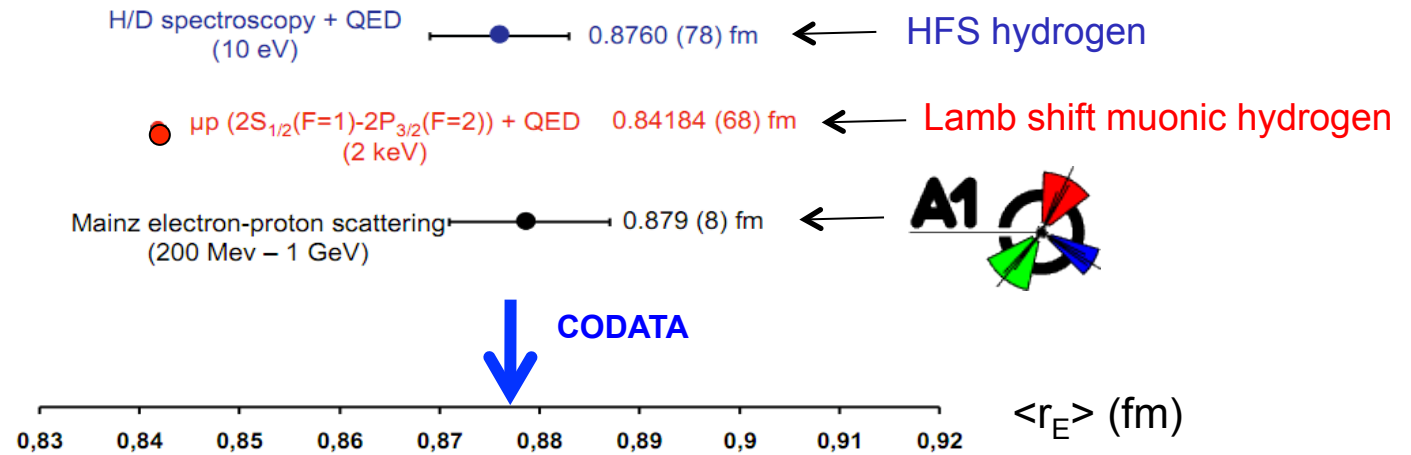 H/D spectroscopy + QED
(10 eV)
0.8760 (78) fm
HFS hydrogen
μp (2S1/2(F=1)-2P3/2(F=2)) + QED
(2 keV)
0.84184 (68) fm
Lamb shift muonic hydrogen
Mainz electron-proton scattering
(200 Mev – 1 GeV)
0.879 (8) fm
A1
CODATA
<rE> (fm)
0,83 0,84 0,85 0,86 0,87 0,88 0,89 0,9 0,91 0,92